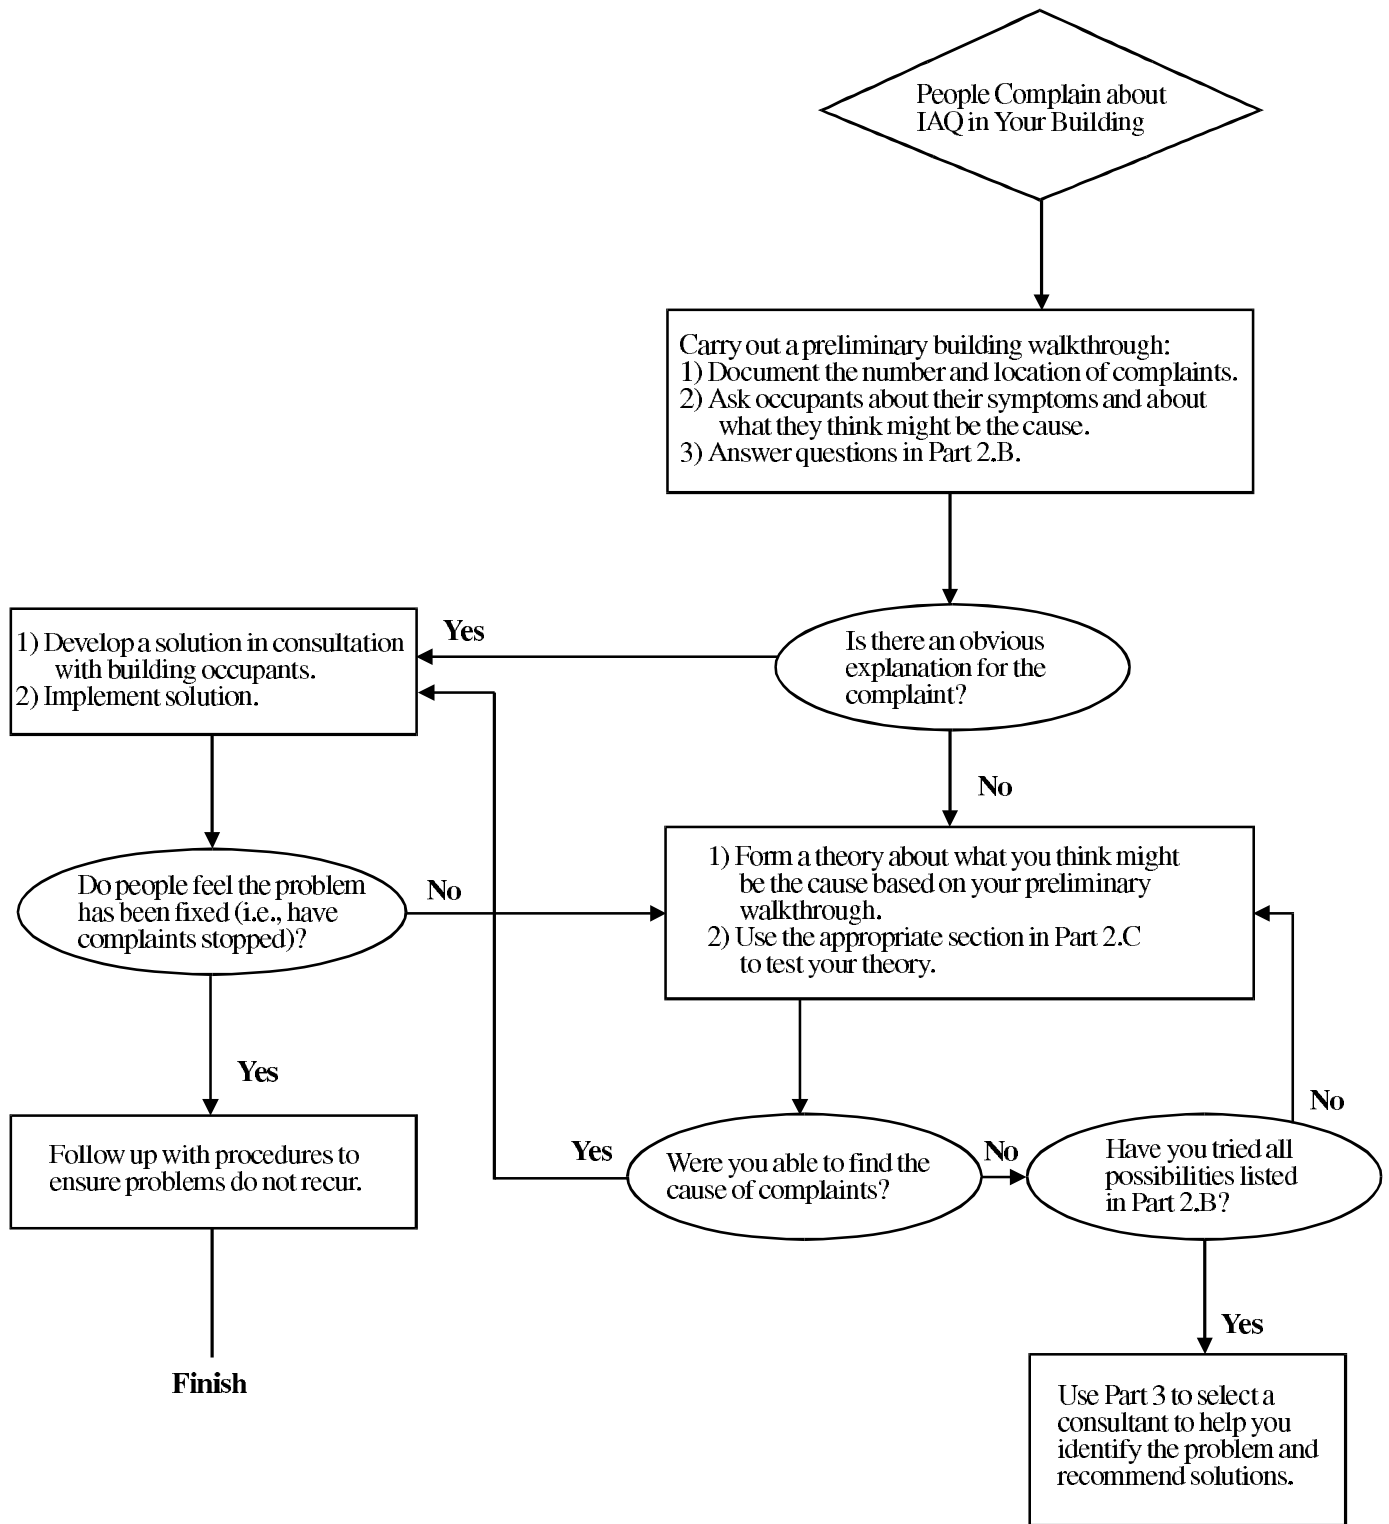 People Complain about
IAQ in Your Building
Carry out a preliminary building walkthrough:
1) Document the number and location of complaints.
2) Ask occupants about their symptoms and about
what they think might be the cause.
3) Answer questions in Part 2.B.
Is there an obvious
explanation for the
complaint?
Yes
1) Develop a solution in consultation
with building occupants.
2) Implement solution.
No
1) Form a theory about what you think might
be the cause based on your preliminary
walkthrough.
2) Use the appropriate section in Part 2.C
to test your theory.
Do people feel the problem
has been fixed (i.e., have
complaints stopped)?
No
Yes
Follow up with procedures to
ensure problems do not recur.
Finish
Were you able to find the
cause of complaints?
Yes
No
Have you tried all
possibilities listed
in Part 2.B?
No
Yes
Use Part 3 to select a
consultant to help you
identify the problem and
recommend solutions.